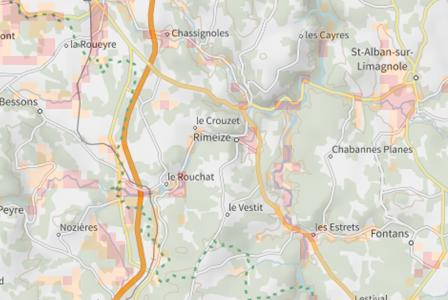 ont
la Roueyre
Chassignoles
les Cayres
St-Alban-sur-
Limagnole
Bessons
le Crouzet
Rimeize
Chabannes Planes
le Rouchat
Peyre
le Vestit
Nozières
les Estrets
Fontans
d
Lestival